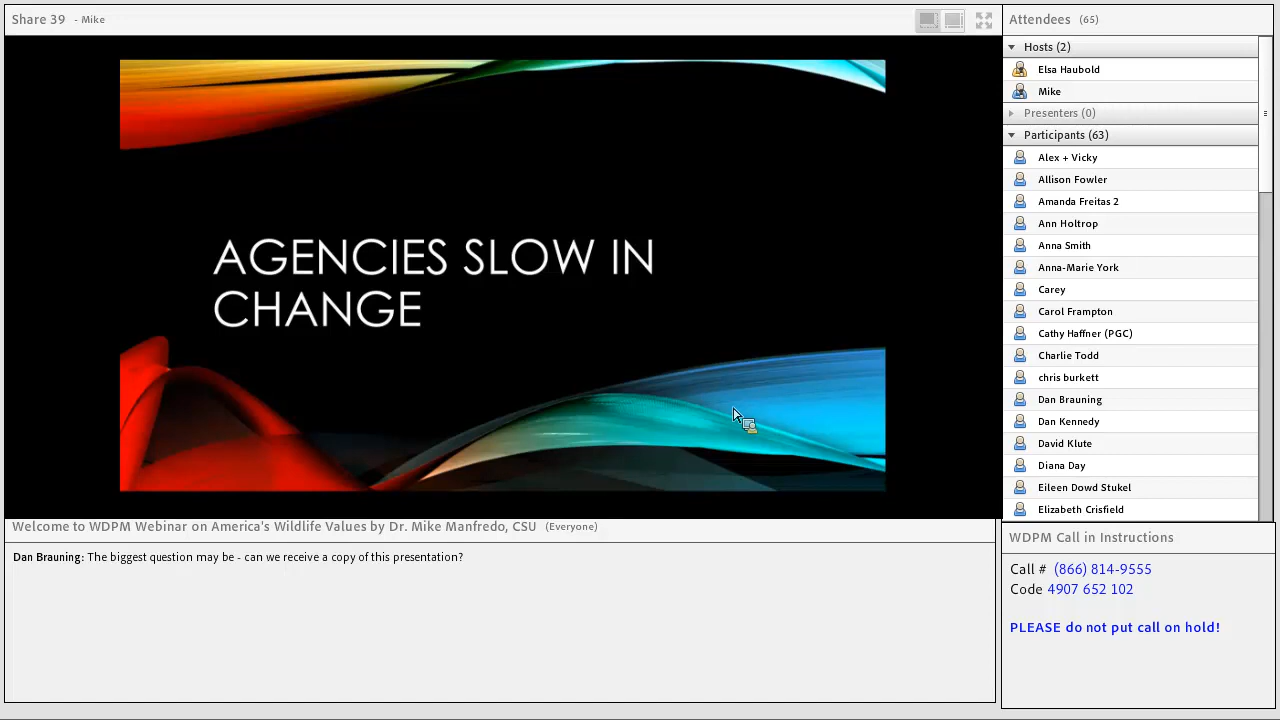 Share 39 - Mike
AGENCIES SLOW IN
CHANGE
Welcome to WDPM Webinar on America's Wildlife Values by Dr. Mike Manfredo, CSU (Everyone)
Dan Brauning: The biggest question may be - can we receive a copy of this presentation?
Attendees (65)
Hosts (2)
Elsa Haubold
Mike
Presenters (0)
Participants (63)
Alex + Vicky
Allison Fowler
Amanda Freitas 2
Ann Holtrop
Anna Smith
Anna-Marie York
Carey
Carol Frampton
Cathy Haffner (PGC)
Charlie Todd
chris burkett
Dan Brauning
Dan Kennedy
David Klute
Diana Day
Eileen Dowd Stukel
Elizabeth Crisfield
WDPM Call in Instructions
Call # (866) 814-9555
Code 4907 652 102
PLEASE do not put call on hold!